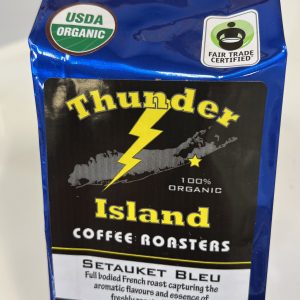 USDA
ORGANIC
FAIR TRADE
CERTIFIED
Thunder
100%
ORGANIC
Island
COFFEE ROASTERS
SETAUKET BLEU
Full bodied French roast capturing the
aromatic flavours and essence of
freshly